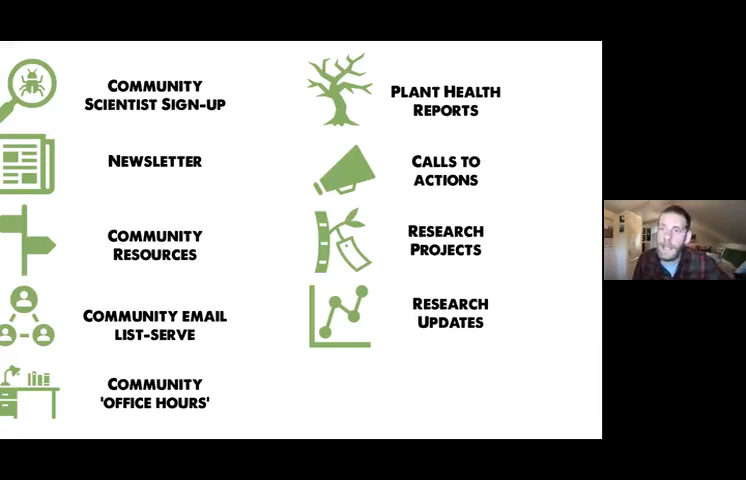 COMMUNITY
SCIENTIST SIGN-UP
NEWSLETTER
COMMUNITY
RESOURCES
COMMUNITY EMAIL
LIST-SERVE
COMMUNITY
'OFFICE HOURS'
PLANT HEALTH
REPORTS
CALLS TO
ACTIONS
RESEARCH
PROJECTS
RESEARCH
UPDATES